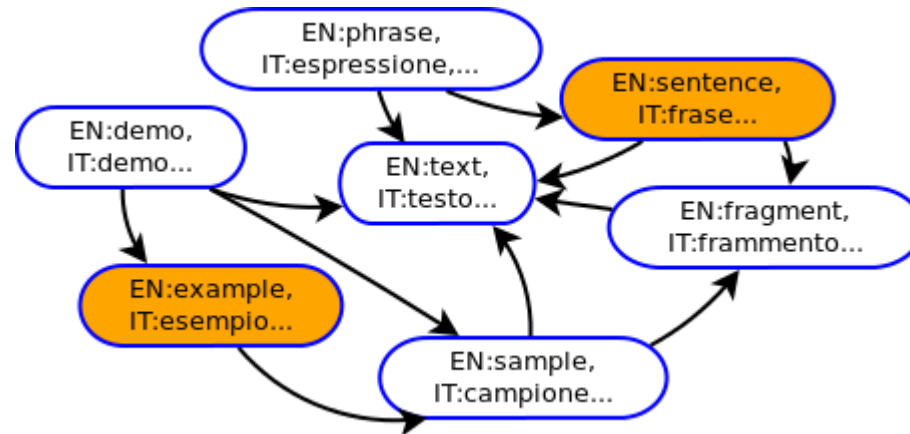 EN:phrase,
IT:espressione,...
EN:sentence,
IT:frase...
EN:demo,
IT:demo...
EN:text,
IT:testo...
EN:fragment,
IT:frammento...
EN:example,
IT:esempio...
EN:sample,
IT:campione...